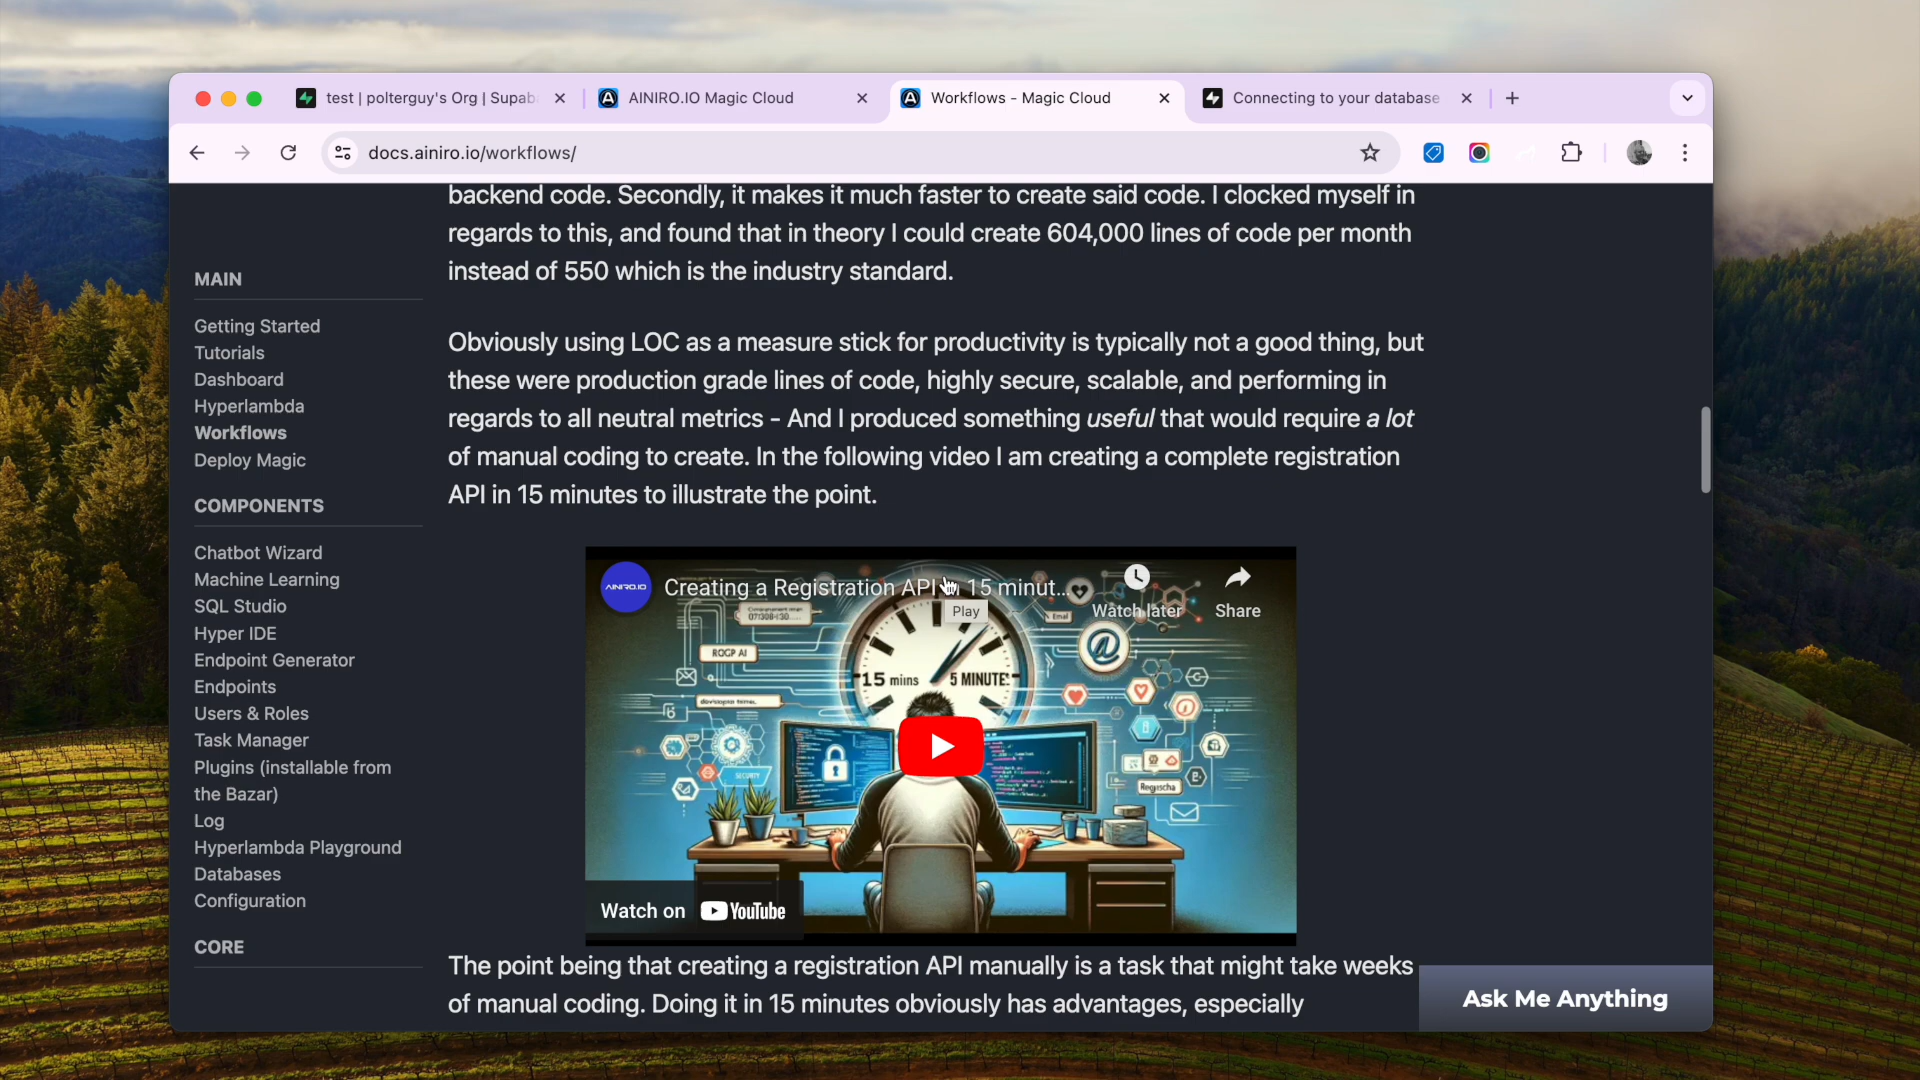 test | polterguy's Org | Supab
AINIRO.IO Magic Cloud
Workflows - Magic Cloud
Connecting to your database
docs.ainiro.io/workflows/
MAIN
Getting Started
Tutorials
Dashboard
Hyperlambda
Workflows
Deploy Magic
COMPONENTS
Chatbot Wizard
Machine Learning
SQL Studio
Hyper IDE
Endpoint Generator
Endpoints
Users & Roles
Task Manager
Plugins (installable from
the Bazar)
Log
Hyperlambda Playground
Databases
Configuration
CORE
backend code. Secondly, it makes it much faster to create said code. I clocked myself in
regards to this, and found that in theory I could create 604,000 lines of code per month
instead of 550 which is the industry standard.
Obviously using LOC as a measure stick for productivity is typically not a good thing, but
these were production grade lines of code, highly secure, scalable, and performing in
regards to all neutral metrics - And I produced something useful that would require a lot
of manual coding to create. In the following video I am creating a complete registration
API in 15 minutes to illustrate the point.
AINIRO.IO
Creating a Registration API in 15 minut...
Watch later
Share
Play
Emal
ROGP AI
15 miins
5 MINUTE:
SECURITY
Regischa
Watch on YouTube
The point being that creating a registration API manually is a task that might take weeks
of manual coding. Doing it in 15 minutes obviously has advantages, especially
Ask Me Anything